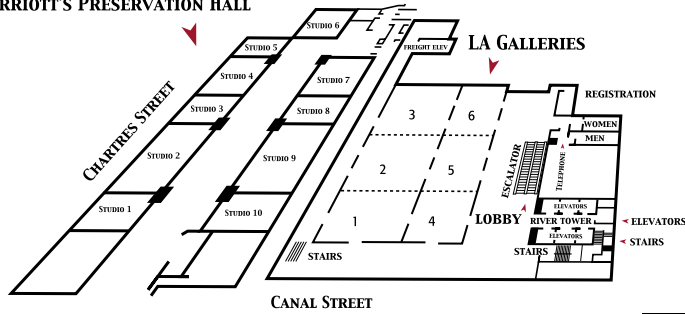 RRIOTT'S PRESERVATION HALL
STUDIO 6
STUDIO 5
FREIGHT ELEV
LA GALLERIES
STUDIO 4
STUDIO 7
REGISTRATION
STUDIO 3
STUDIO 8
3
6
WOMEN
MEN
CHARTRES STREET
STUDIO 2
STUDIO 9
2
5
ESCALATOR
TELEPHONE
STUDIO 1
STUDIO 10
1
4
LOBBY
ELEVATORS
RIVER TOWER
ELEVATORS
ELEVATORS
STAIRS
STAIRS
STAIRS
CANAL STREET